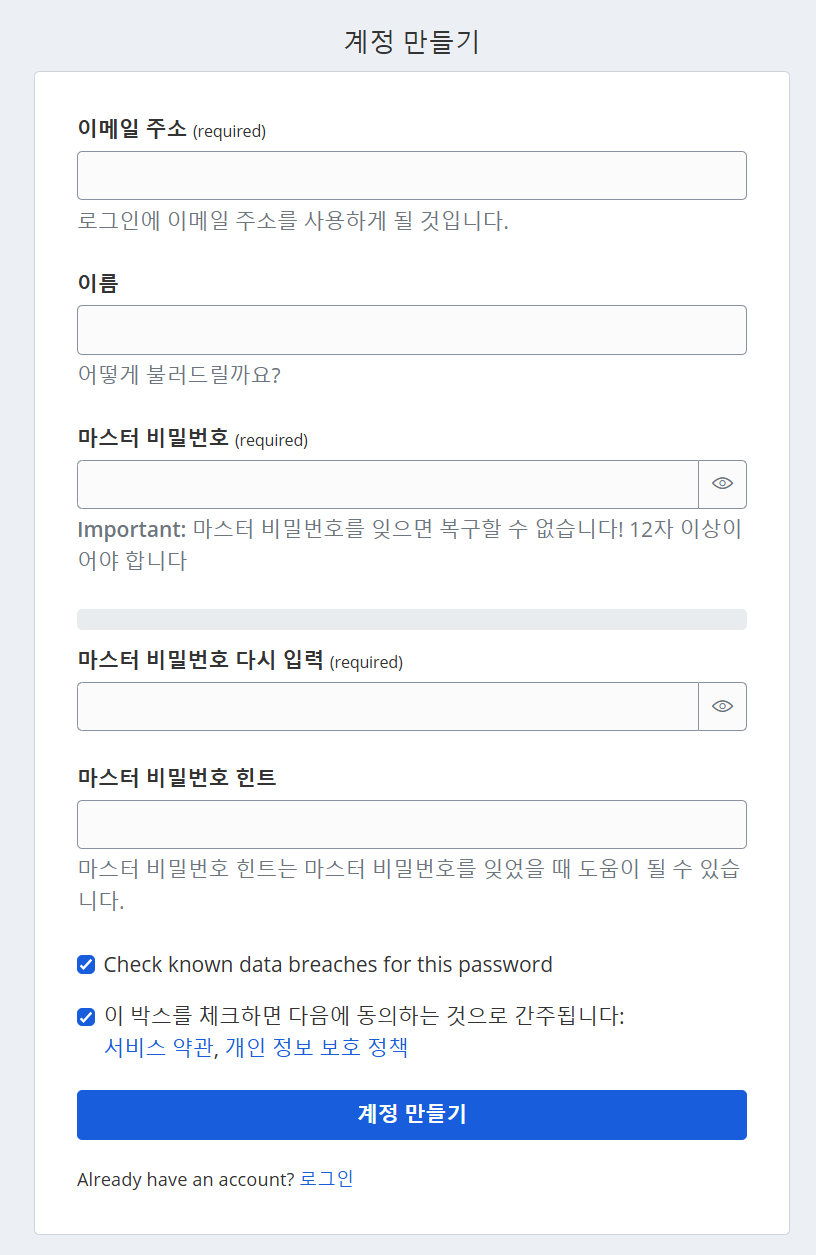 계정 만들기
이메일 주소 (required)
로그인에 이메일 주소를 사용하게 될 것입니다.
이름
어떻게 불러드릴까요?
마스터 비밀번호 (required)
Important: 마스터 비밀번호를 잊으면 복구할 수 없습니다! 12자 이상이
어야 합니다
마스터 비밀번호 다시 입력 (required)
마스터 비밀번호 힌트
마스터 비밀번호 힌트는 마스터 비밀번호를 잊었을 때 도움이 될 수 있습
니다.
Check known data breaches for this password
이 박스를 체크하면 다음에 동의하는 것으로 간주됩니다:
서비스 약관, 개인 정보 보호 정책
계정 만들기
Already have an account? 로그인